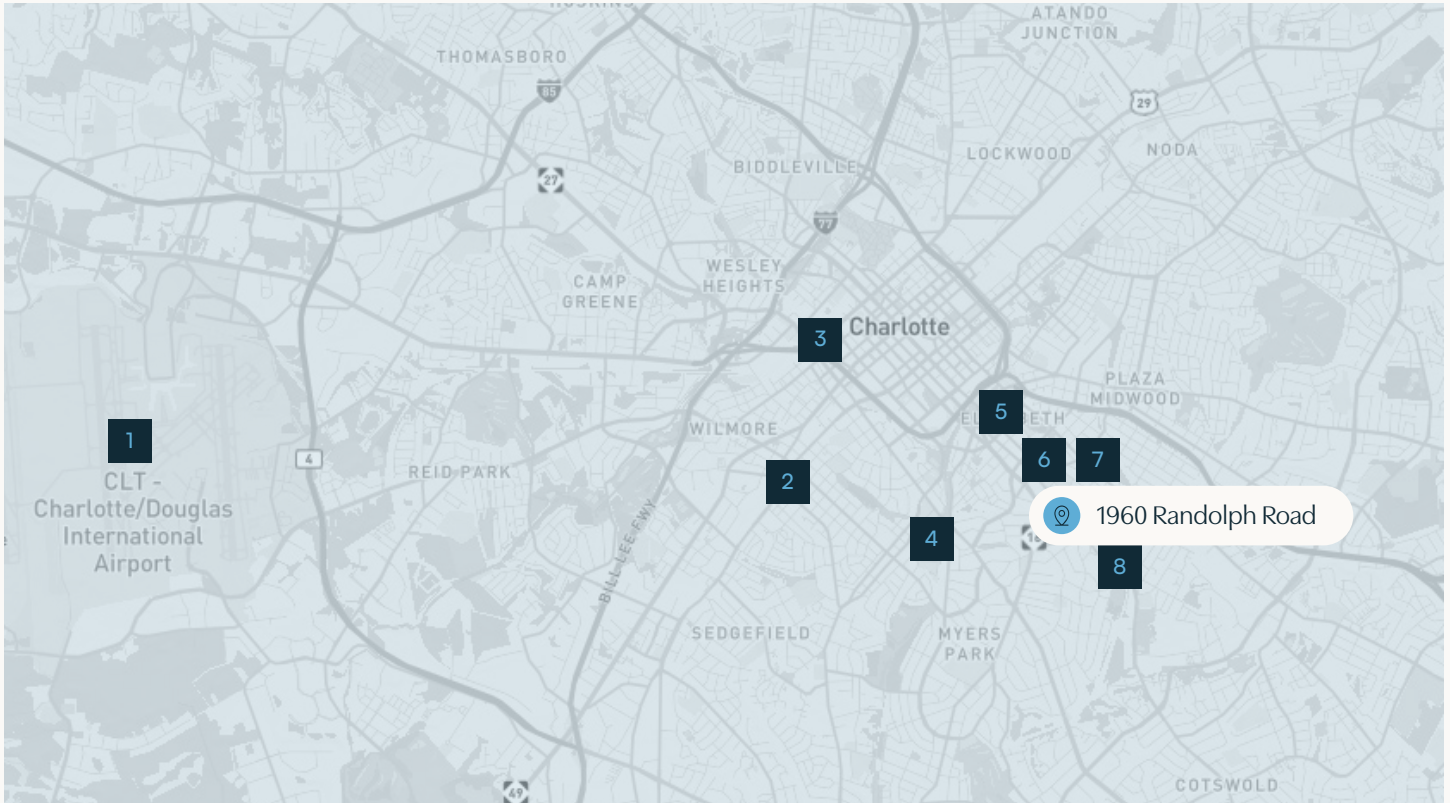 HOSKINS
ATANDO
JUNCTION
THOMASBORO
85
29
LOCKWOOD
NODA
BIDDLEVILLE
27
77
WESLEY
HEIGHTS
CAMP
GREENE
Charlotte
3
PLAZA
MIDWOOD
5
1
WILMORE
4
REID PARK
6
7
2
CLT -
Charlotte/Douglas
International
Airport
1960 Randolph Road
4
BILL LEE FWY
8
SEDGEFIELD
MYERS
PARK
COTSWOLD
49